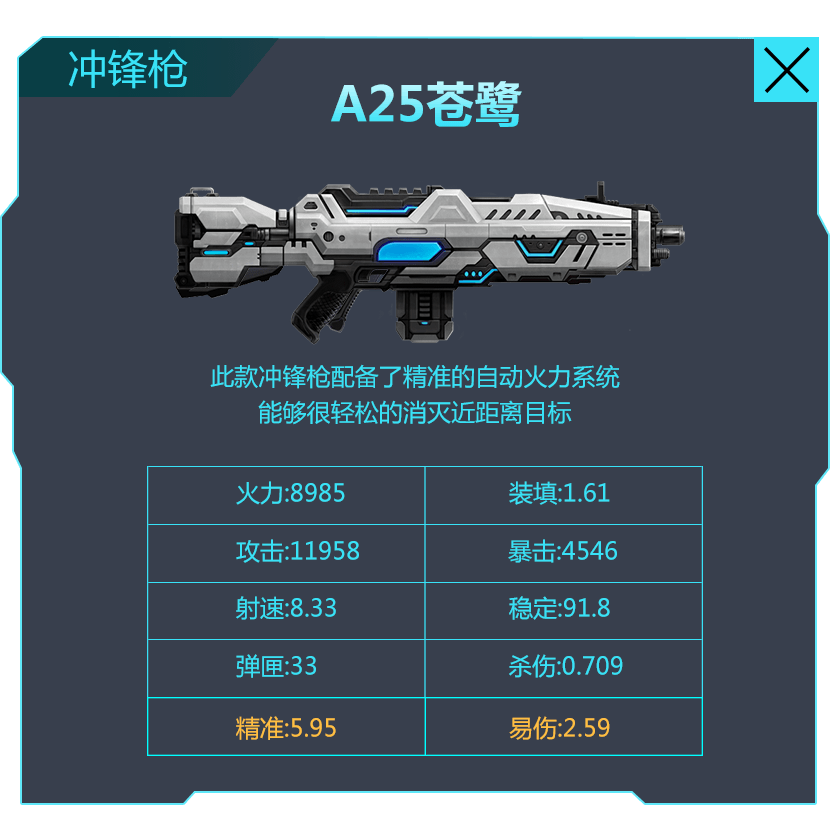 冲锋枪
A25苍鹭
此款冲锋枪配备了精准的自动火力系统
能够很轻松的消灭近距离目标
火力:8985
装填:1.61
攻击:11958
暴击:4546
射速:8.33
稳定:91.8
弹匣:33
杀伤:0.709
精准:5.95
易伤:2.59